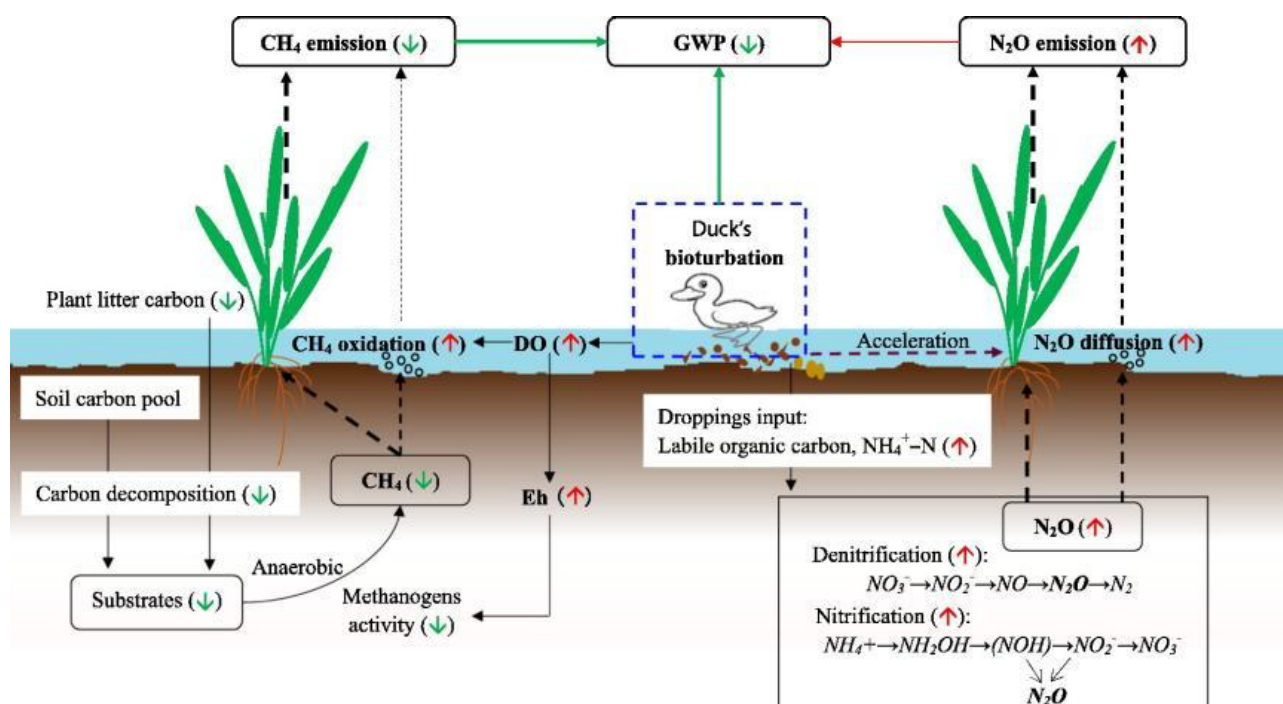 CH₄ emission (↓)
GWP (↓)
N₂O emission (↑)
Duck's
bioturbation
Plant litter carbon (↓)
CH₄ oxidation (↑)
DO (↑)
Acceleration
N₂O diffusion (↑)
Soil carbon pool
Droppings input:
Labile organic carbon, NH₄⁺–N (↑)
Carbon decomposition (↓)
CH₄ (↓)
Eh (↑)
N₂O (↑)
Anaerobic
Substrates (↓)
Methanogens
activity (↓)
Denitrification (↑):
NO₃⁻→NO₂⁻→NO→N₂O→N₂
Nitrification (↑):
NH₄+→NH₂OH→(NOH)→NO₂⁻→NO₃⁻
N₂O